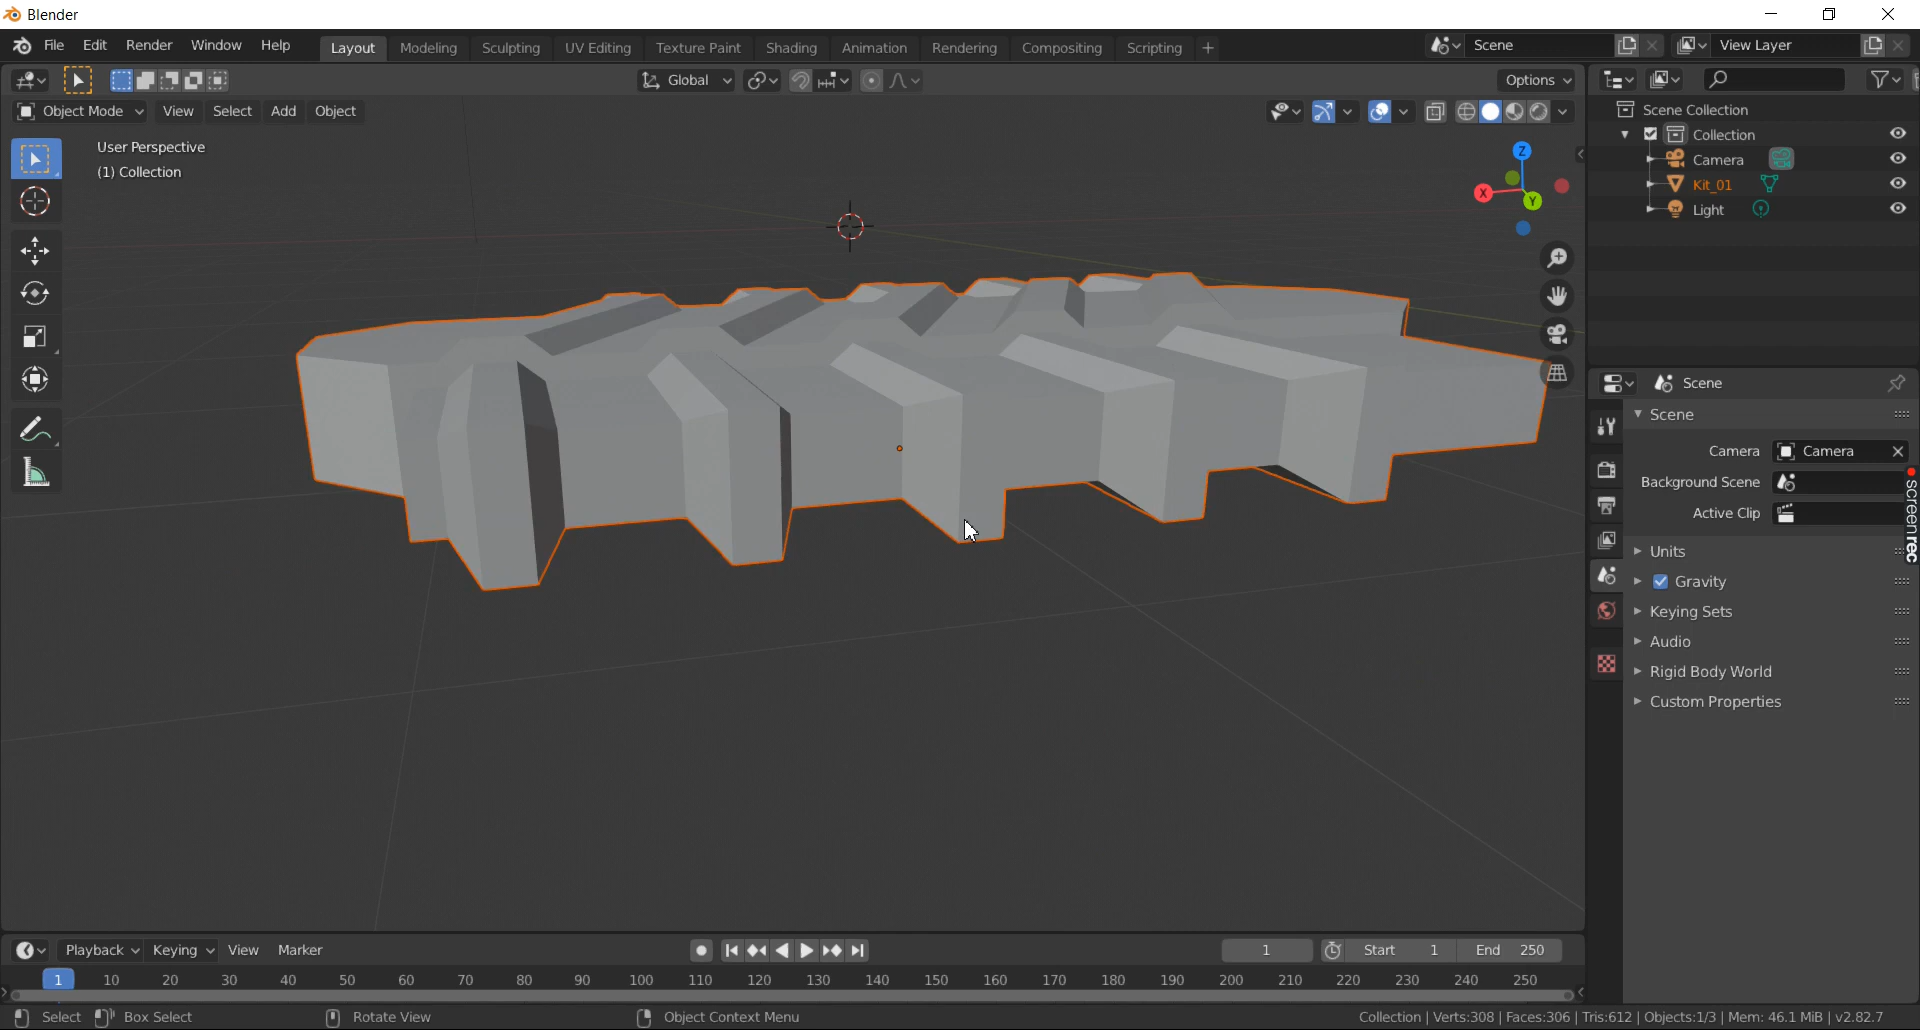 Blender
File Edit Render Window Help Layout Modeling Sculpting UV Editing Texture Paint Shading Animation Rendering Compositing Scripting + Scene View Layer
Global Options
Object Mode View Select Add Object
User Perspective
(1) Collection
Z
X
Y
Scene Collection
Collection
Camera
Kit_01
Light
Scene
Scene
Camera Camera
Background Scene
Active Clip
Units
Gravity
Keying Sets
Audio
Rigid Body World
Custom Properties
screenrec
Playback Keying View Marker 1 Start 1 End 250
1 10 20 30 40 50 60 70 80 90 100 110 120 130 140 150 160 170 180 190 200 210 220 230 240 250
Select Box Select Rotate View Object Context Menu Collection | Verts:308 | Faces:306 | Tris:612 | Objects:1/3 | Mem: 46.1 MiB | v2.82.7